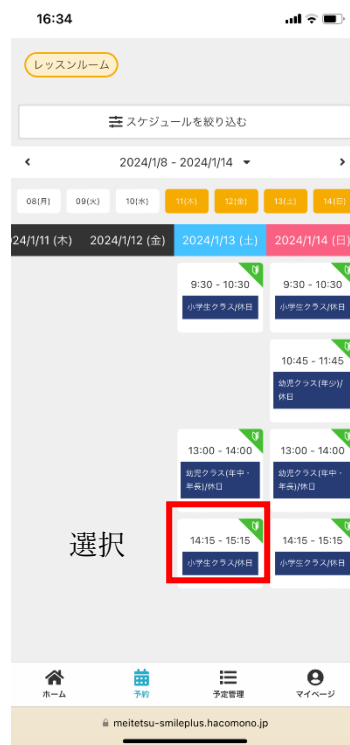 16:34
レッスンルーム
スケジュールを絞り込む
2024/1/8 - 2024/1/14
08(月) 09(火) 10(水) 11(木) 12(金) 13(土) 14(日)
24/1/11 (木) 2024/1/12 (金) 2024/1/13 (土) 2024/1/14 (日)
9:30 - 10:30 9:30 - 10:30
小学生クラス/休日 小学生クラス/休日
10:45 - 11:45
幼児クラス(年少)/
休日
13:00 - 14:00 13:00 - 14:00
幼児クラス(年中・ 幼児クラス(年中・
年長)/休日 年長)/休日
選択
14:15 - 15:15 14:15 - 15:15
小学生クラス/休日 小学生クラス/休日
ホーム 予約 予定管理 マイページ
meitetsu-smileplus.hacomono.jp